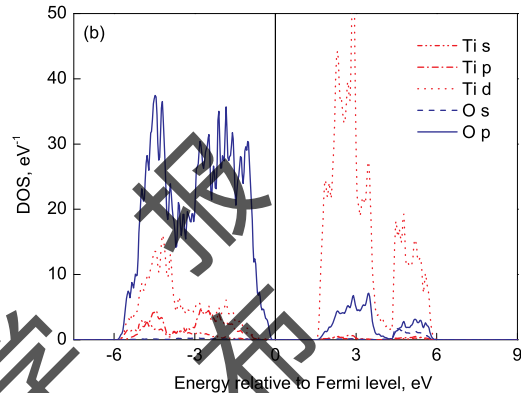 (b)
50
40
30
20
10
0
DOS, eV⁻¹
Ti s
Ti p
Ti d
O s
O p
-6 -3 0 3 6 9
Energy relative to Fermi level, eV
报